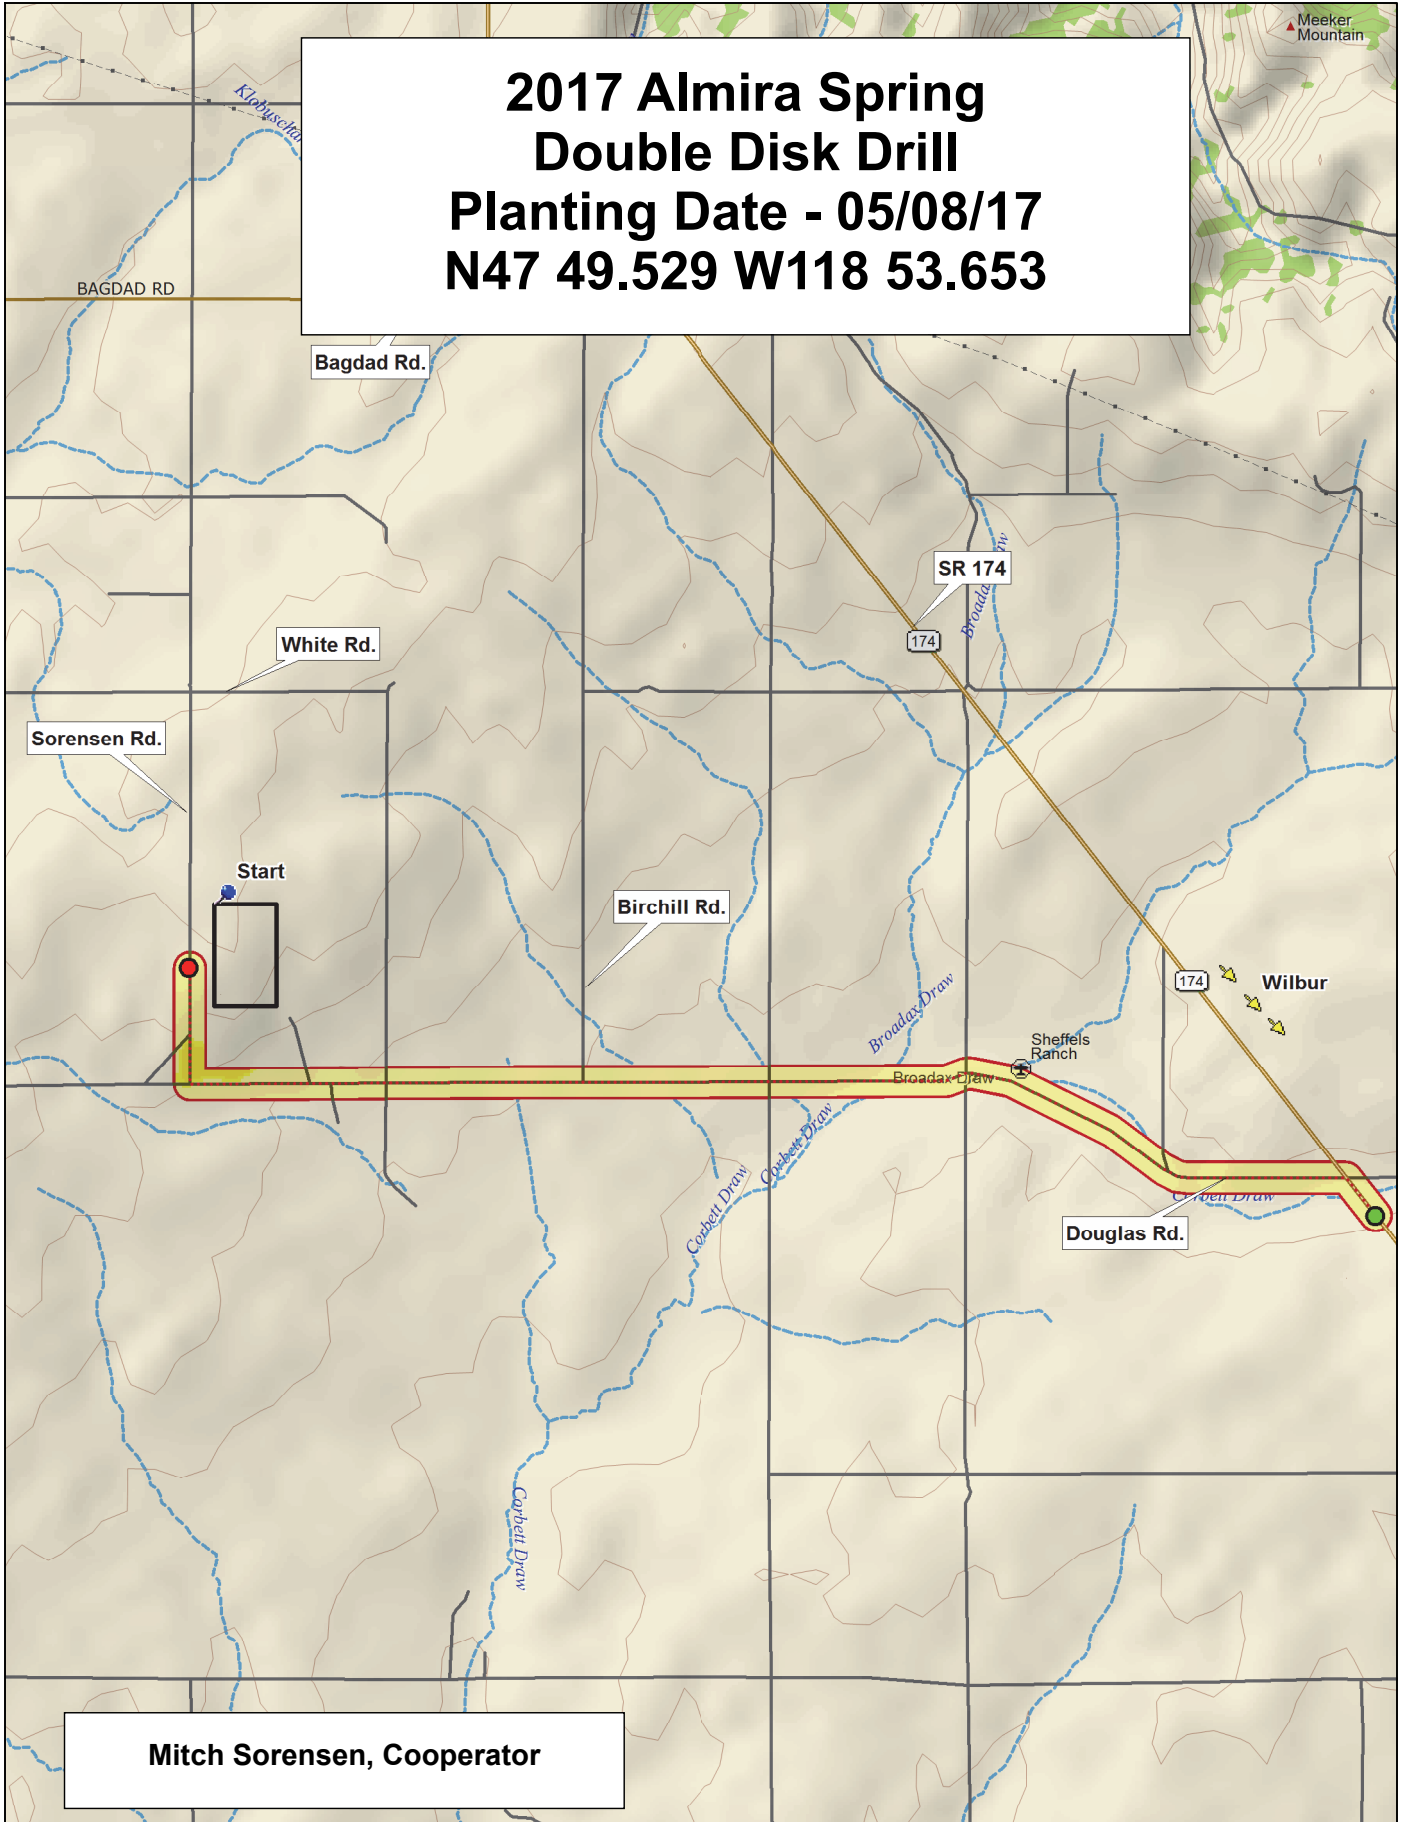 Meeker
Mountain
2017 Almira Spring
Double Disk Drill
Planting Date - 05/08/17
N47 49.529 W118 53.653
BAGDAD RD
Bagdad Rd.
SR 174
174
White Rd.
Sorensen Rd.
Start
Birchill Rd.
174
Wilbur
Broadax Draw
Sheffels
Ranch
Broadax Draw
Corbett Draw
Corbett Draw
Corbett Draw
Douglas Rd.
Corbett Draw
Mitch Sorensen, Cooperator